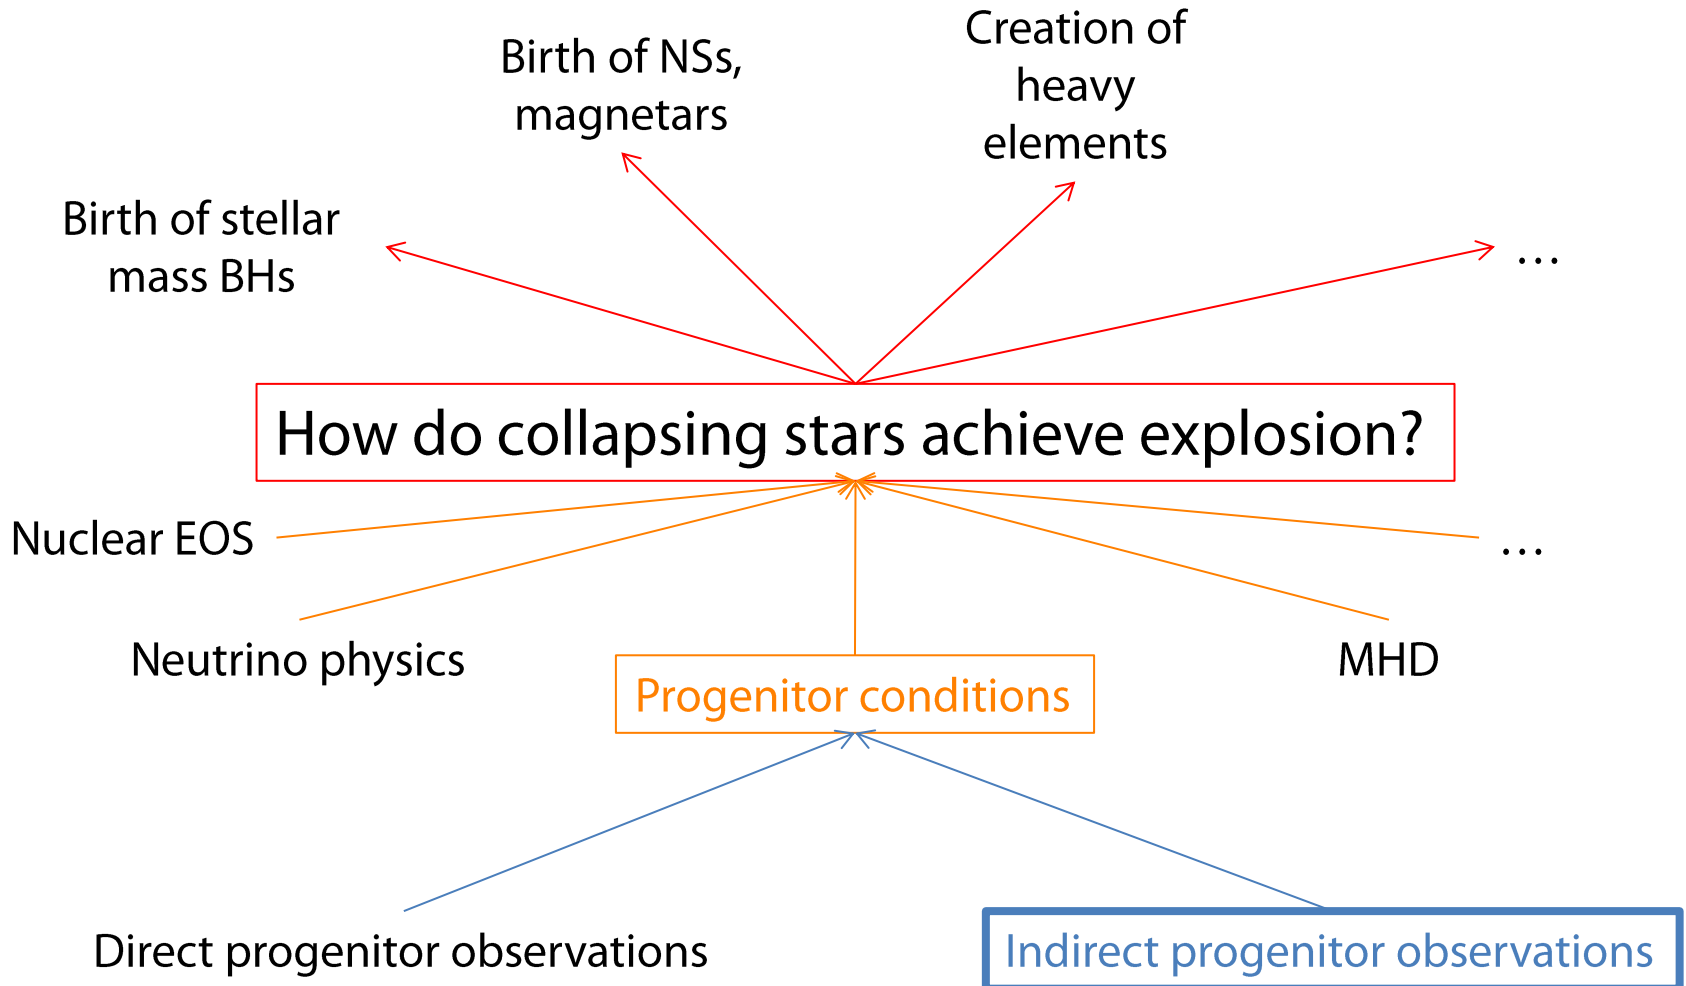 Creation of
heavy
elements
Birth of NSs,
magnetars
Birth of stellar
mass BHs
…
How do collapsing stars achieve explosion?
Nuclear EOS
…
Neutrino physics
MHD
Progenitor conditions
Direct progenitor observations
Indirect progenitor observations